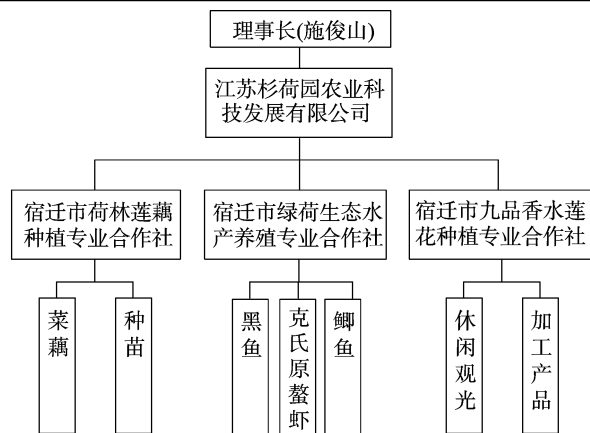 理事长(施俊山)
江苏杉荷园农业科
技发展有限公司
宿迁市荷林莲藕
种植专业合作社
宿迁市绿荷生态水
产养殖专业合作社
宿迁市九品香水莲
花种植专业合作社
菜藕
种苗
黑鱼
克氏原螯虾
鲫鱼
休闲观光
加工产品